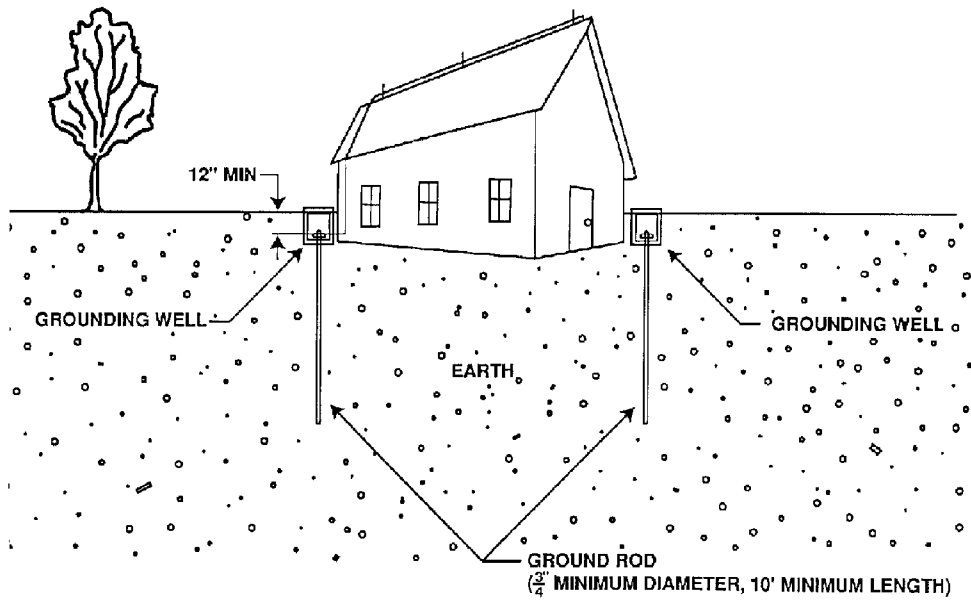 12" MIN
GROUNDING WELL
GROUNDING WELL
EARTH
GROUND ROD
(3/4" MINIMUM DIAMETER, 10' MINIMUM LENGTH)